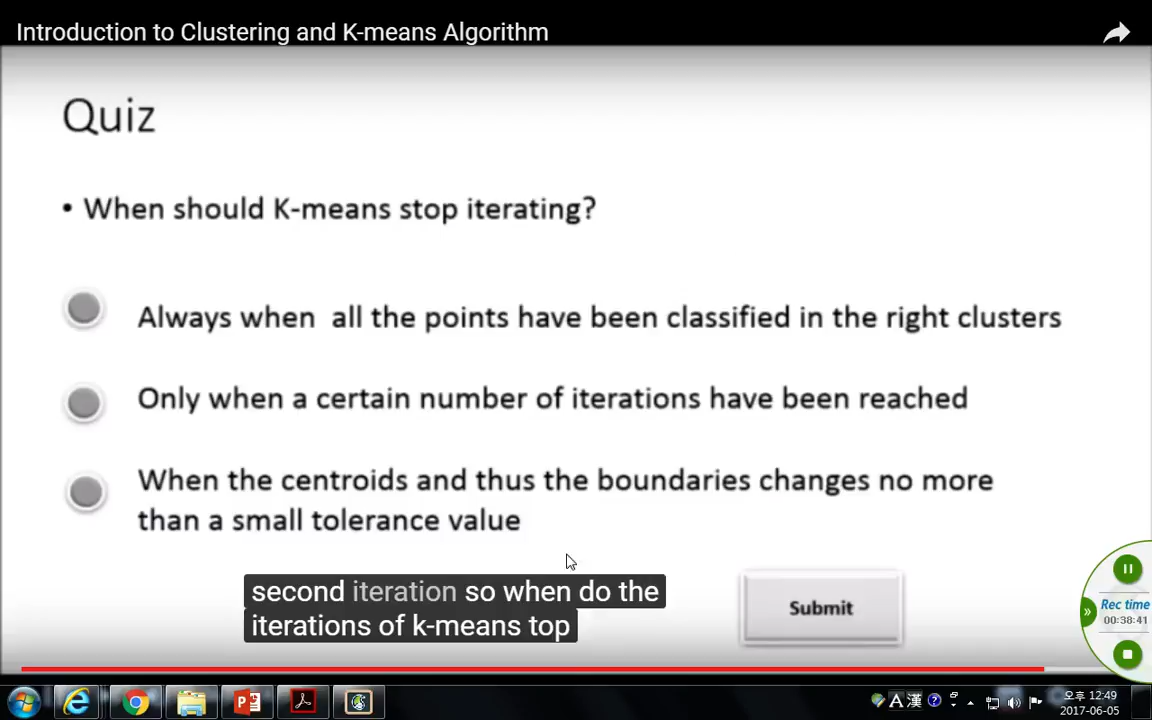 Introduction to Clustering and K-means Algorithm
Quiz
• When should K-means stop iterating?
Always when all the points have been classified in the right clusters
Only when a certain number of iterations have been reached
When the centroids and thus the boundaries changes no more
than a small tolerance value
second iteration so when do the
iterations of k-means top
Submit
Rec time
00:38:41
A 漢
오후 12:49
2017-06-05